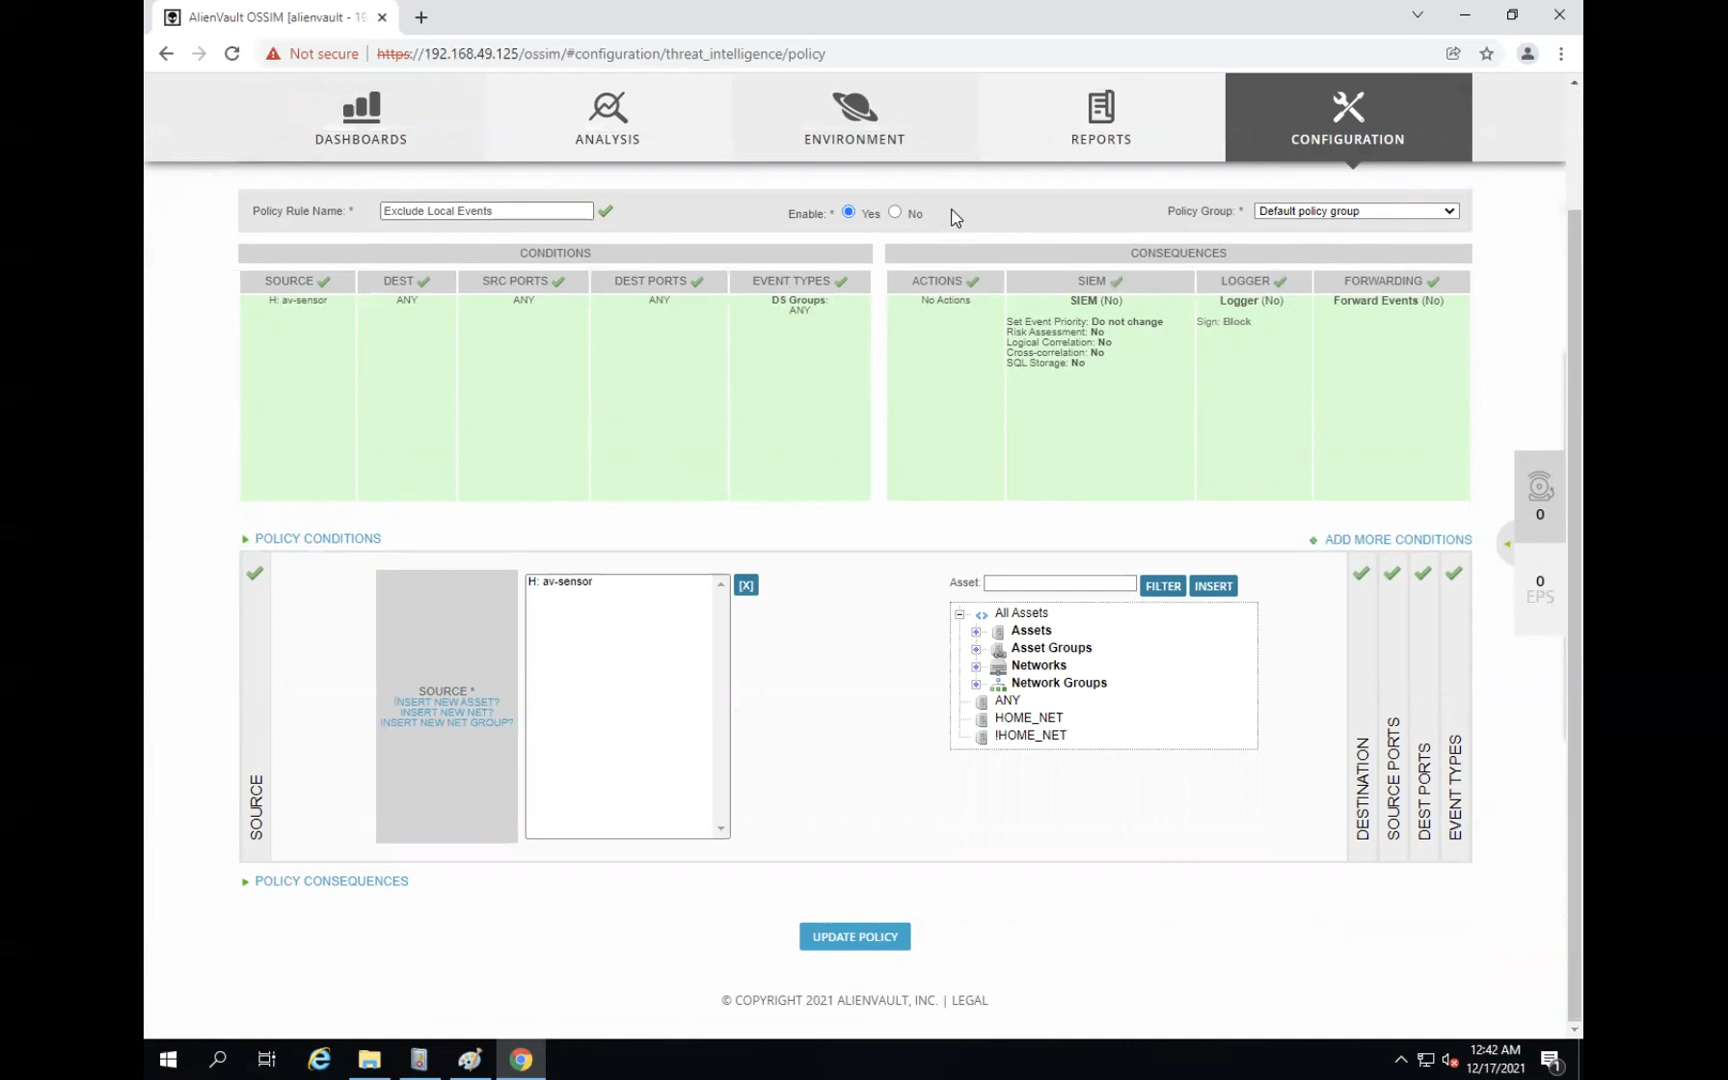 AlienVault OSSIM [alienvault - 19
Not secure | https://192.168.49.125/ossim/#configuration/threat_intelligence/policy
DASHBOARDS
ANALYSIS
ENVIRONMENT
REPORTS
CONFIGURATION
Policy Rule Name: * Exclude Local Events
Enable: * Yes No
Policy Group: * Default policy group
CONDITIONS
CONSEQUENCES
SOURCE DEST SRC PORTS DEST PORTS EVENT TYPES
ACTIONS SIEM LOGGER FORWARDING
H: av-sensor
ANY
ANY
ANY
DS Groups:
ANY
No Actions
SIEM (No)
Set Event Priority: Do not change
Risk Assessment: No
Logical Correlation: No
Cross-correlation: No
SQL Storage: No
Logger (No)
Sign: Block
Forward Events (No)
POLICY CONDITIONS
ADD MORE CONDITIONS
SOURCE
SOURCE *
INSERT NEW ASSET?
INSERT NEW NET?
INSERT NEW NET GROUP?
H: av-sensor
[X]
Asset: FILTER INSERT
All Assets
Assets
Asset Groups
Networks
Network Groups
ANY
HOME_NET
!HOME_NET
DESTINATION
SOURCE PORTS
DEST PORTS
EVENT TYPES
0
0
EPS
POLICY CONSEQUENCES
UPDATE POLICY
© COPYRIGHT 2021 ALIENVAULT, INC. | LEGAL
12:42 AM
12/17/2021
1